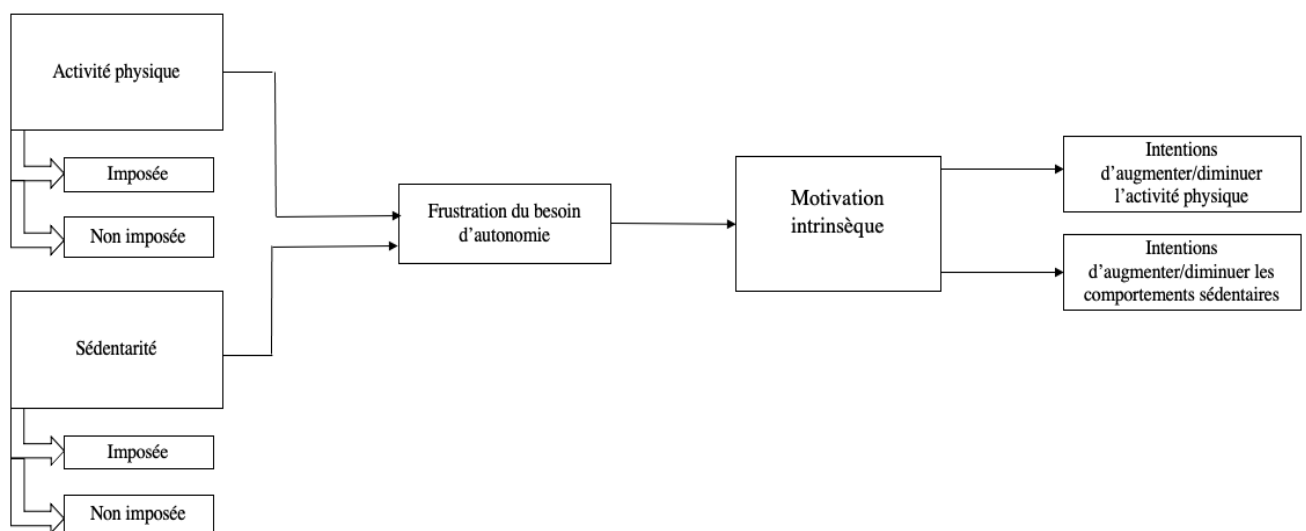 Activité physique
Imposée
Non imposée
Sédentarité
Imposée
Non imposée
Frustration du besoin
d’autonomie
Motivation
intrinsèque
Intentions
d’augmenter/diminuer
l’activité physique
Intentions
d’augmenter/diminuer les
comportements sédentaires